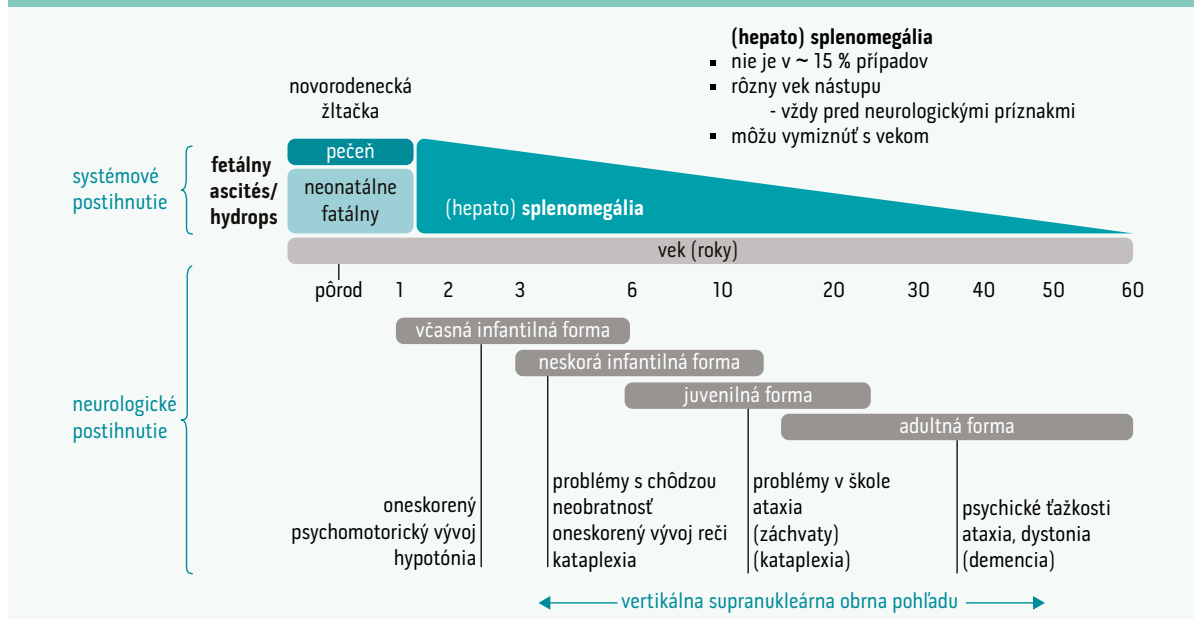 (hepato) splenomegália
▪ nie je v ~ 15 % případov
▪ rôzny vek nástupu
- vždy pred neurologickými príznakmi
▪ môžu vymiznúť s vekom
novorodenecká
žltačka
systémové
postihnutie
fetálny
ascités/
hydrops
pečeň
neonatálne
fatálny
(hepato) splenomegália
vek (roky)
pôrod 1 2 3 6 10 20 30 40 50 60
neurologické
postihnutie
včasná infantilná forma
neskorá infantilná forma
juvenilná forma
adultná forma
oneskorený
psychomotorický vývoj
hypotónia
problémy s chôdzou
neobratnosť
oneskorený vývoj reči
kataplexia
problémy v škole
ataxia
(záchvaty)
(kataplexia)
psychické ťažkosti
ataxia, dystonia
(demencia)
vertikálna supranukleárna obrna pohľadu